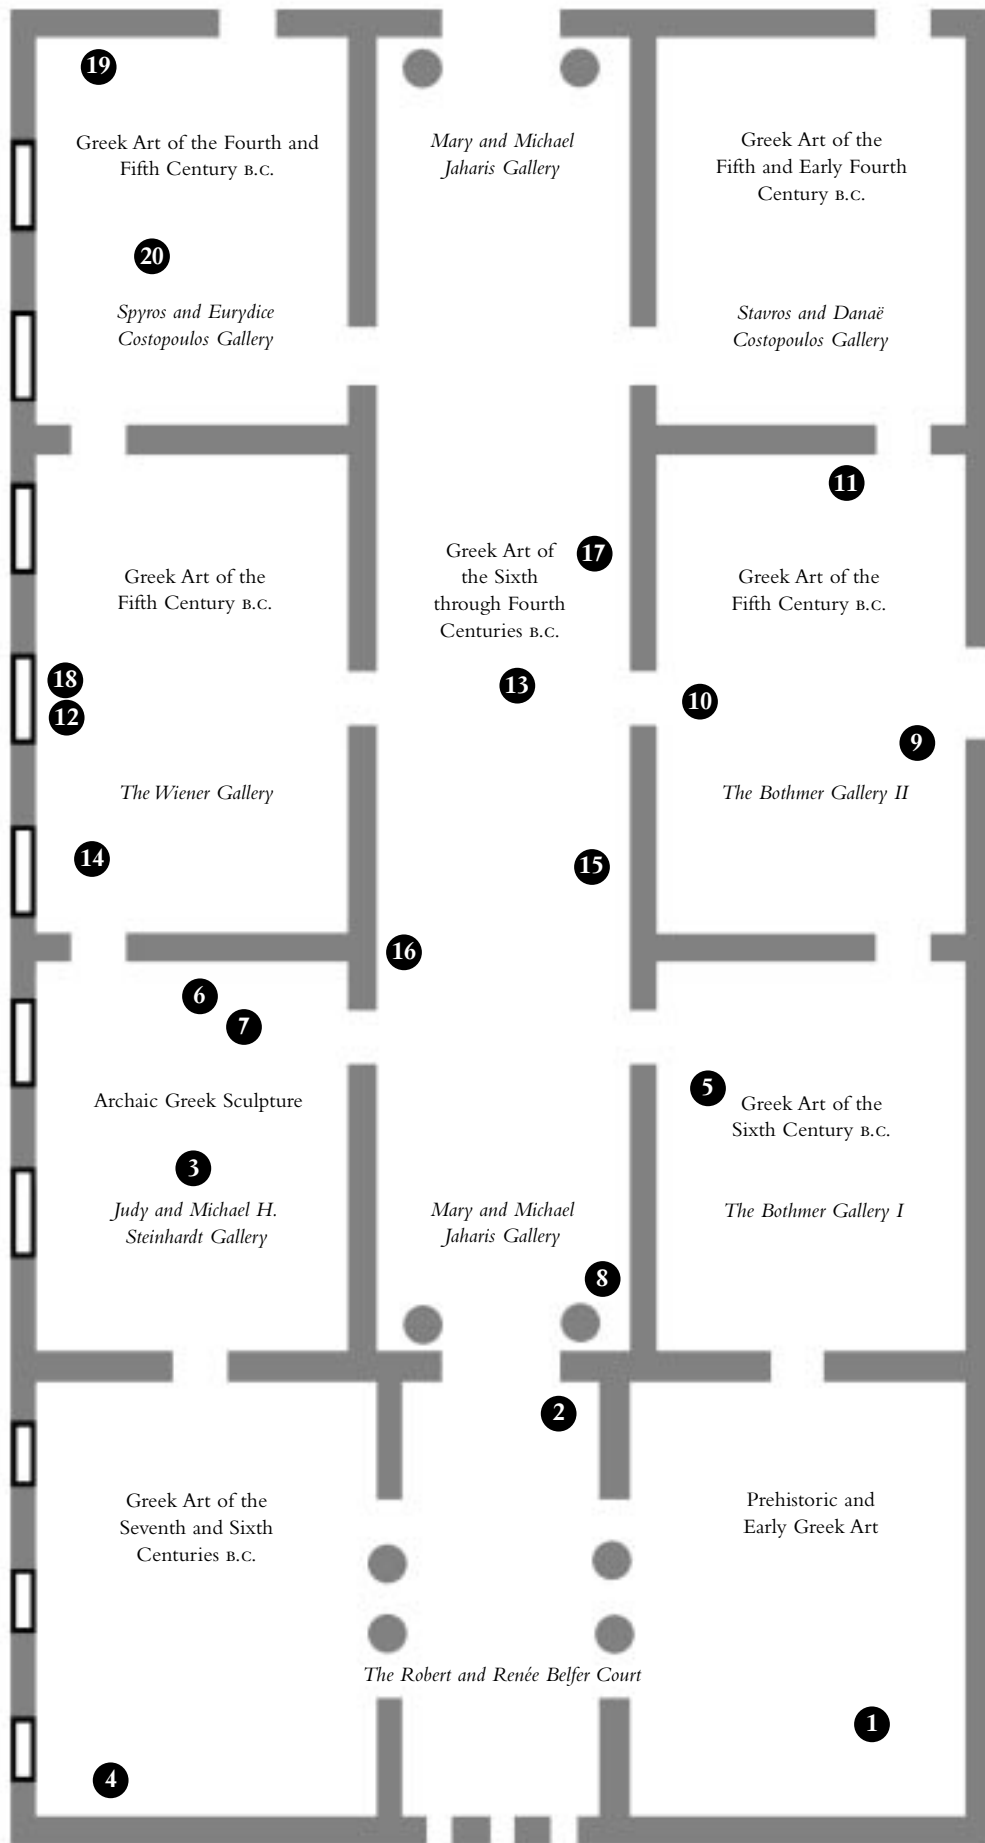 19
Greek Art of the Fourth and
Fifth Century B.C.
20
Spyros and Eurydice
Costopoulos Gallery
Mary and Michael
Jaharis Gallery
Greek Art of the
Fifth and Early Fourth
Century B.C.
Stavros and Danaë
Costopoulos Gallery
Greek Art of the
Fifth Century B.C.
18
12
The Wiener Gallery
14
Greek Art of
the Sixth
through Fourth
Centuries B.C.
17
13
15
16
11
Greek Art of the
Fifth Century B.C.
10
9
The Bothmer Gallery II
6
7
Archaic Greek Sculpture
3
Judy and Michael H.
Steinhardt Gallery
Mary and Michael
Jaharis Gallery
8
5
Greek Art of the
Sixth Century B.C.
The Bothmer Gallery I
2
Greek Art of the
Seventh and Sixth
Centuries B.C.
4
The Robert and Renée Belfer Court
Prehistoric and
Early Greek Art
1